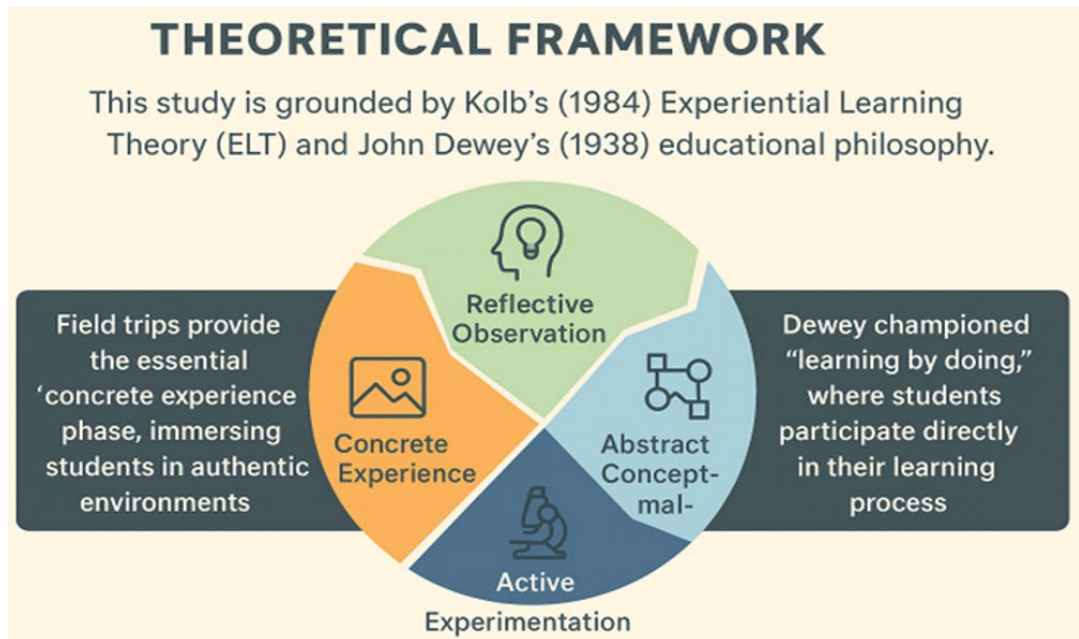 THEORETICAL FRAMEWORK
This study is grounded by Kolb's (1984) Experiential Learning
Theory (ELT) and John Dewey's (1938) educational philosophy.
Reflective
Observation
Field trips provide
the essential
‘concrete experience
phase, immersing
students in authentic
environments
Concrete
Experience
Abstract
Concept-
mal-
Dewey championed
“learning by doing,”
where students
participate directly
in their learning
process
Active
Experimentation